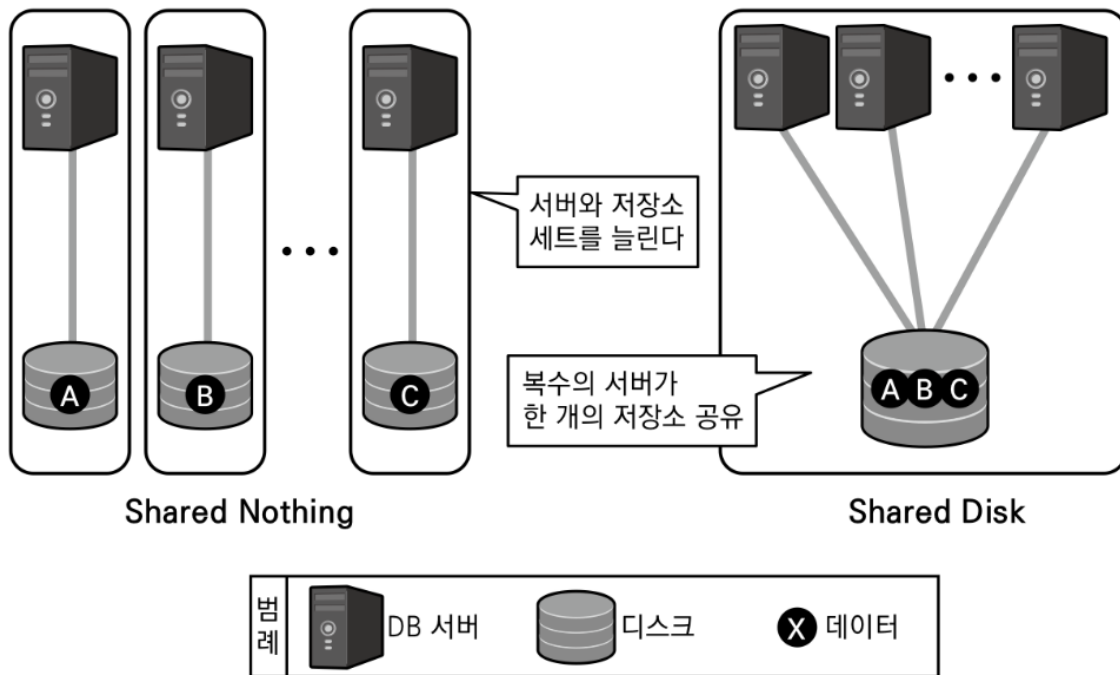 서버와 저장소
세트를 늘린다
A
B
C
복수의 서버가
한 개의 저장소 공유
A B C
Shared Nothing
Shared Disk
범례
DB 서버
디스크
X 데이터